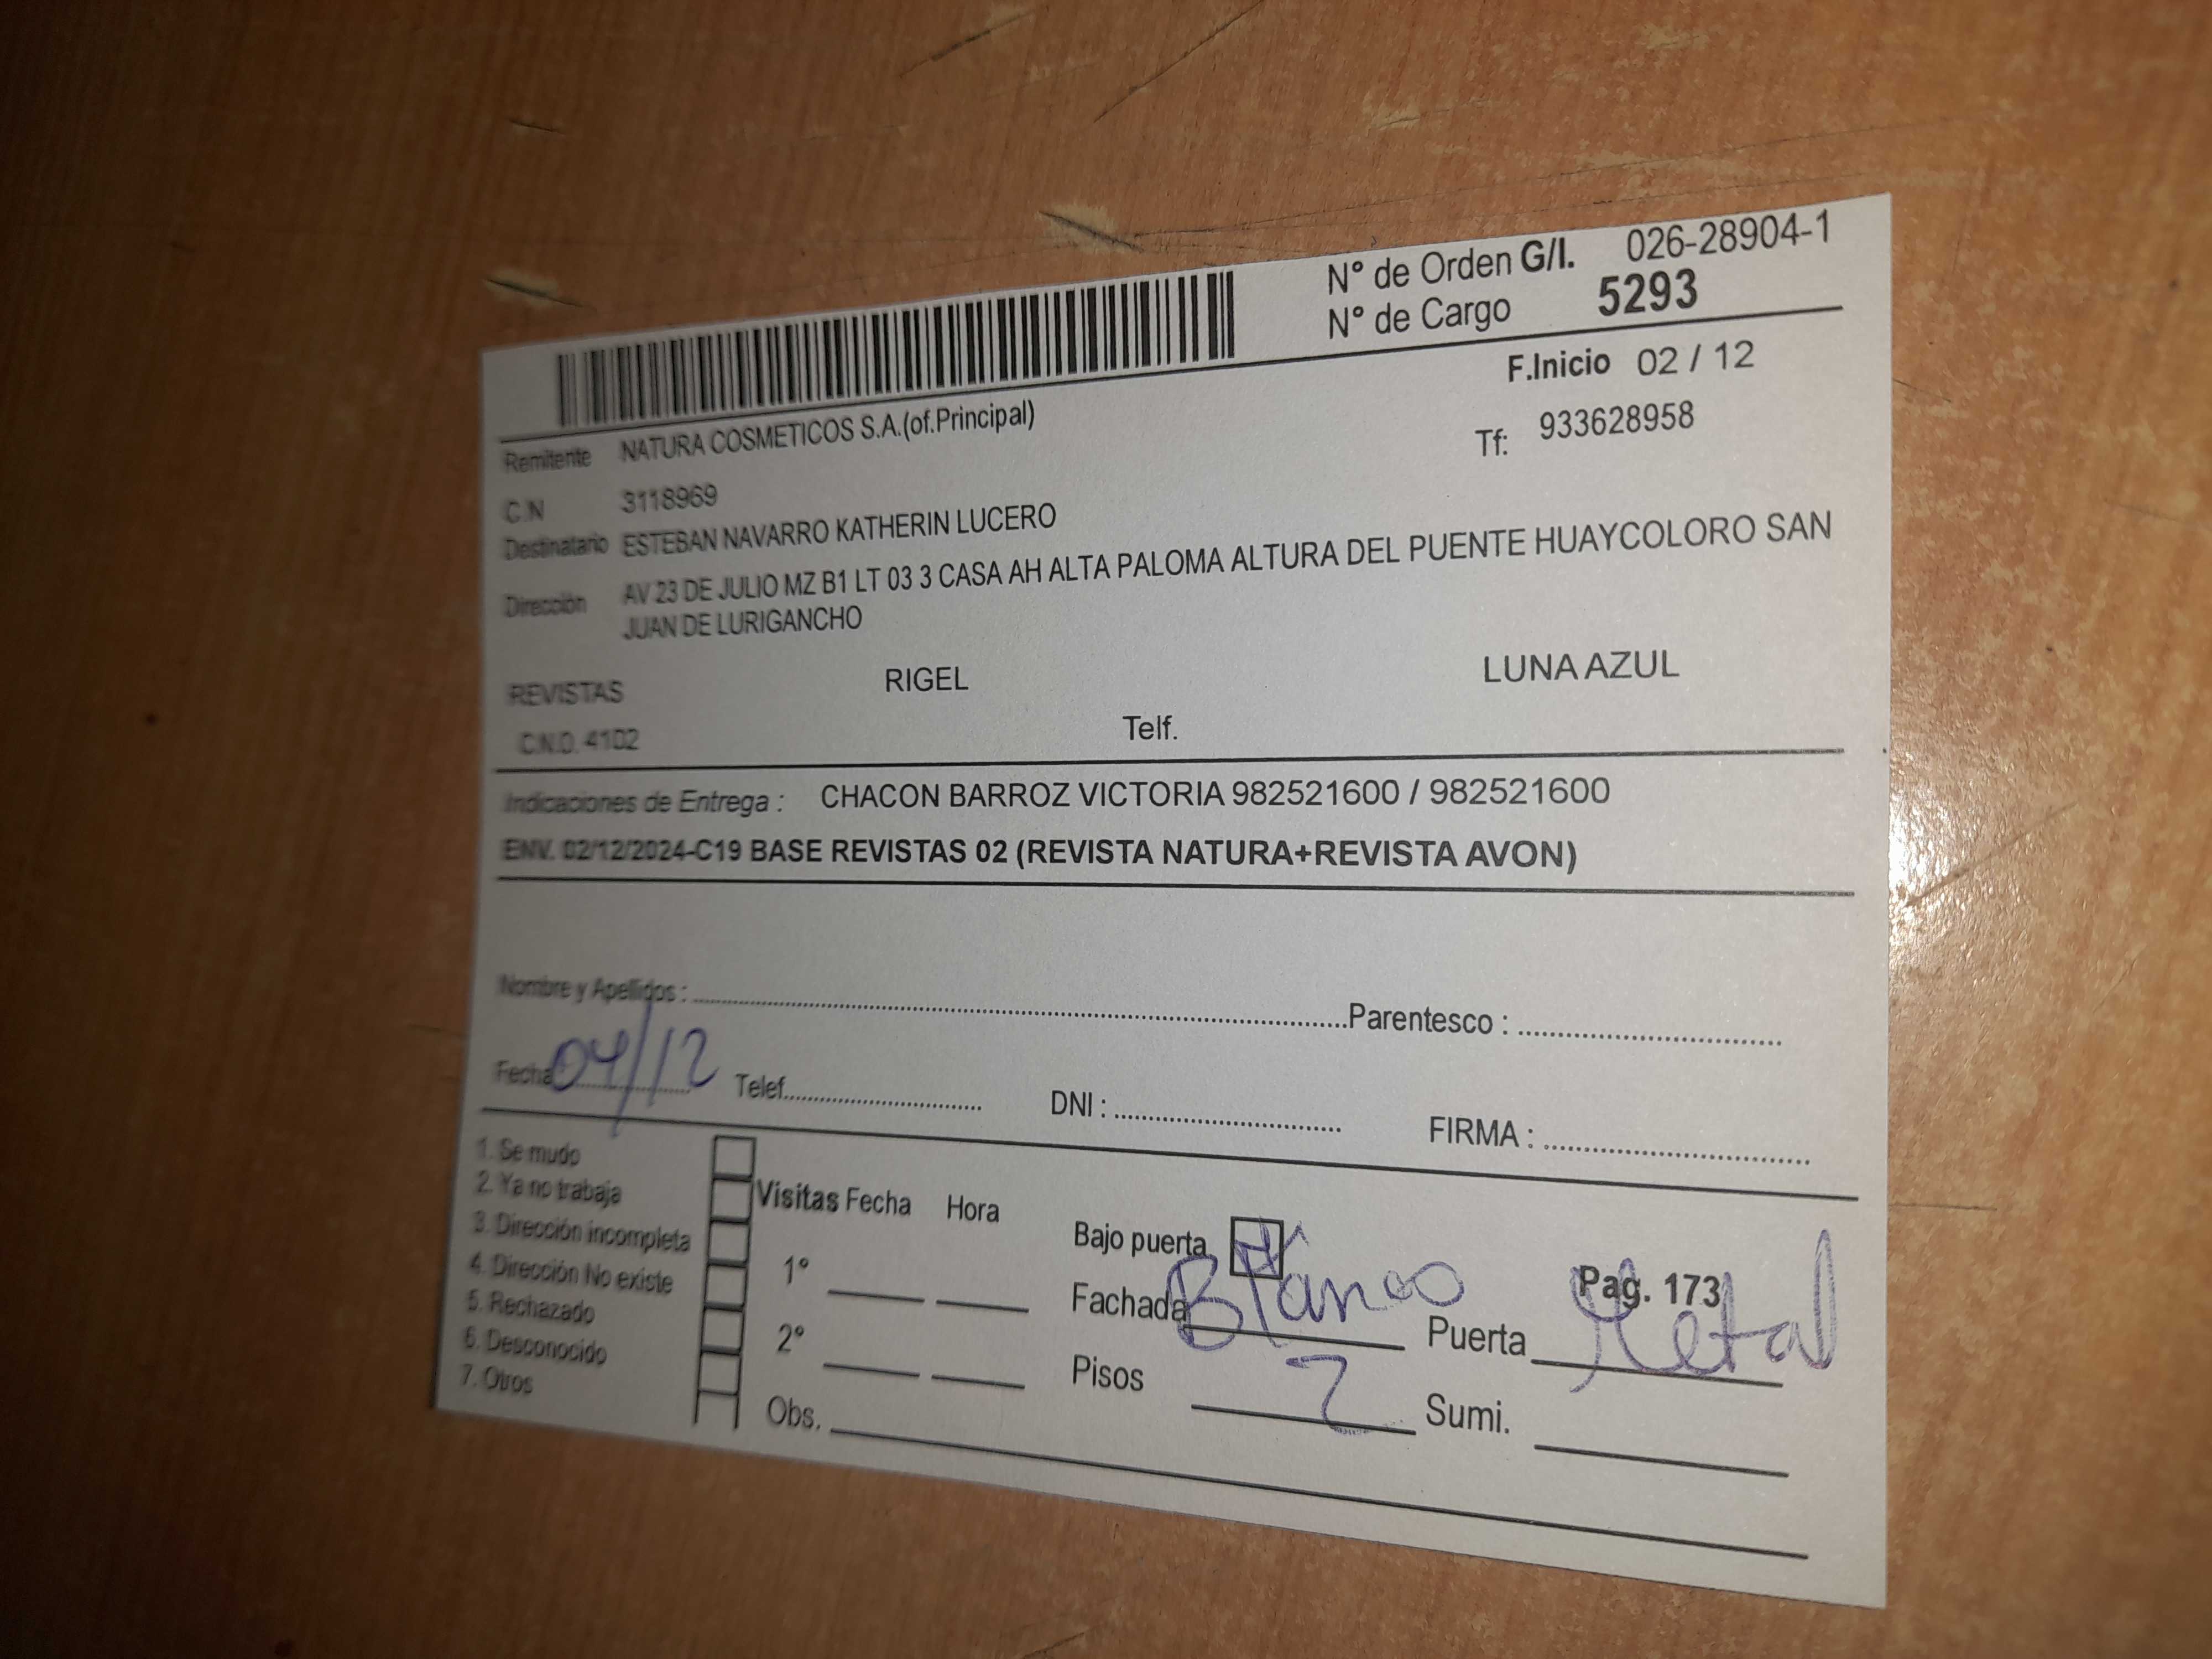 N° de Orden G/I. 026-28904-1
N° de Cargo 5293
F.Inicio 02 / 12
Remitente NATURA COSMETICOS S.A.(of.Principal)
Tf: 933628958
C.N 3118969
Destinatario ESTEBAN NAVARRO KATHERIN LUCERO
Dirección AV 23 DE JULIO MZ B1 LT 03 3 CASA AH ALTA PALOMA ALTURA DEL PUENTE HUAYCOLORO SAN
JUAN DE LURIGANCHO
REVISTAS RIGEL LUNA AZUL
C.N.O. 4102 Telf.
Indicaciones de Entrega : CHACON BARROZ VICTORIA 982521600 / 982521600
ENV. 02/12/2024-C19 BASE REVISTAS 02 (REVISTA NATURA+REVISTA AVON)
Nombre y Apellidos : Parentesco :
Fecha 04/12 Telef. DNI : FIRMA :
1. Se mudo
2. Ya no trabaja
3. Dirección incompleta
4. Dirección No existe
5. Rechazado
6. Desconocido
7. Otros
Visitas Fecha Hora
1°
2°
Obs.
Bajo puerta
Pag. 173
Fachada Blanco Puerta Metal
Pisos 2 Sumi.